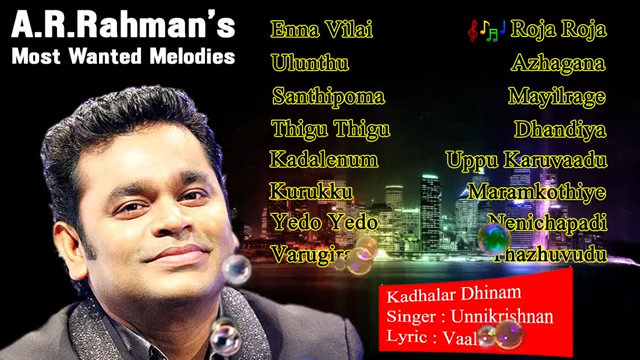 A.R.Rahman's
Most Wanted Melodies
Enna Vilai
Ulunthu
Santhipoma
Thigu Thigu
Kadalenum
Kurukku
Yedo Yedo
Roja Roja
Azhagana
Mayilrage
Dhandiya
Uppu Karuvaadu
Maramkothiye
Nenichapadi
Thazhuvudu
Kadhalar Dhinam
Singer : Unnikrishnan
Lyric :